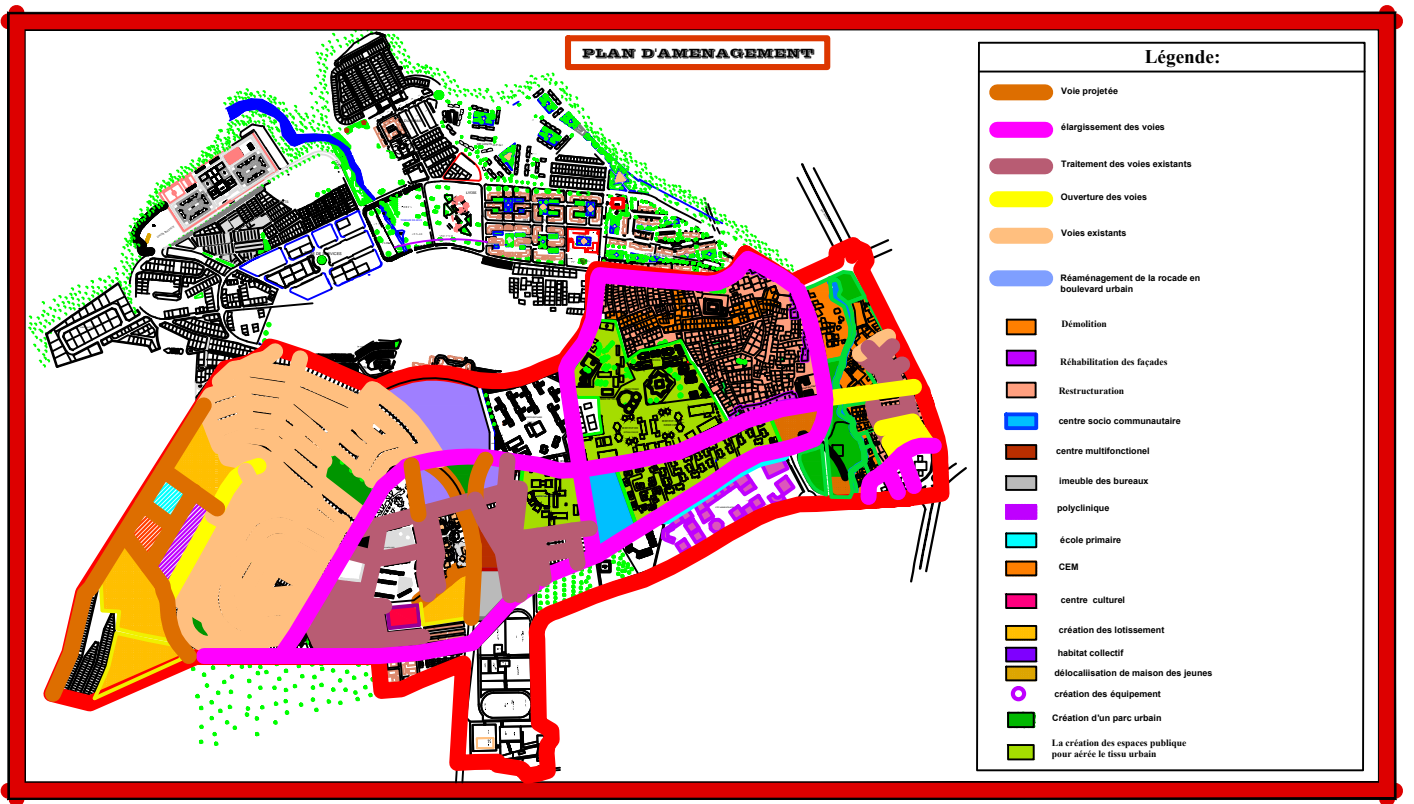 PLAN D'AMENAGEMENT
Légende:
Voie projetée
élargissement des voies
Traitement des voies existants
Ouverture des voies
Voies existants
Réaménagement de la rocade en
boulevard urbain
Démolition
Réhabilitation des façades
Restructuration
centre socio communautaire
centre multifonctionel
imeuble des bureaux
polyclinique
école primaire
CEM
centre culturel
création des lotissement
habitat collectif
délocaliisation de maison des jeunes
création des équipement
Création d'un parc urbain
La création des espaces publique
pour aérée le tissu urbain